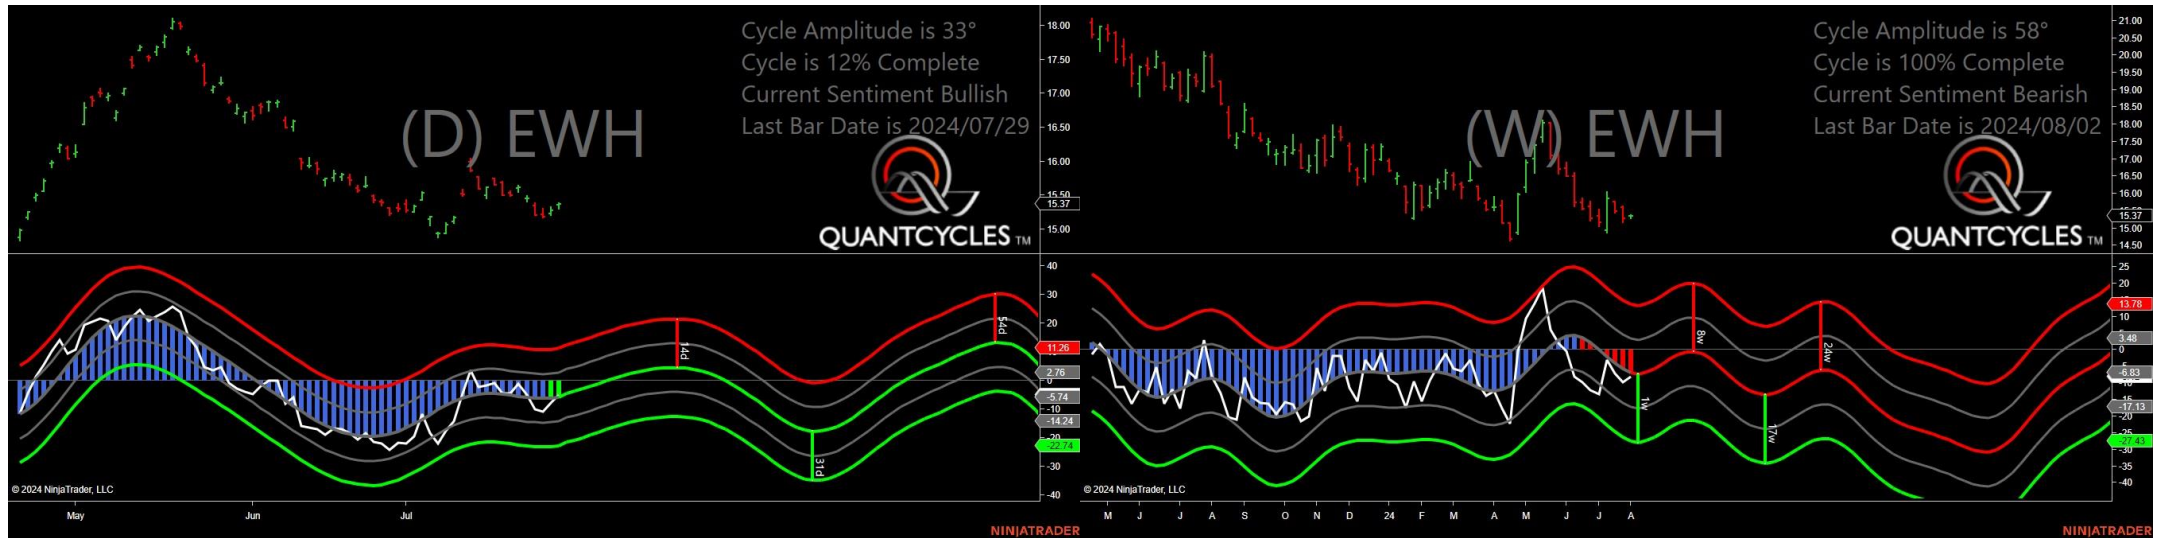 Cycle Amplitude is 33°
Cycle is 12% Complete
Current Sentiment Bullish
Last Bar Date is 2024/07/29
(D) EWH
QUANTCYCLES TM
18.00
17.50
17.00
16.50
16.00
15.50
15.37
15.00
40
30
20
11.26
2.76
0
-5.74
-10
-14.24
-22.74
-30
-40
14d
31d
54d
© 2024 NinjaTrader, LLC
May
Jun
Jul
NINJATRADER
Cycle Amplitude is 58°
Cycle is 100% Complete
Current Sentiment Bearish
Last Bar Date is 2024/08/02
(W) EWH
QUANTCYCLES TM
21.00
20.50
20.00
19.50
19.00
18.50
18.00
17.50
17.00
16.50
16.00
15.37
15.00
14.50
25
20
13.78
10
3.48
0
-6.83
-17.13
-20
-25
-27.43
-30
-35
-40
1w
8w
17w
24w
© 2024 NinjaTrader, LLC
M J J A S O N D 24 F M A M J J A
NINJATRADER